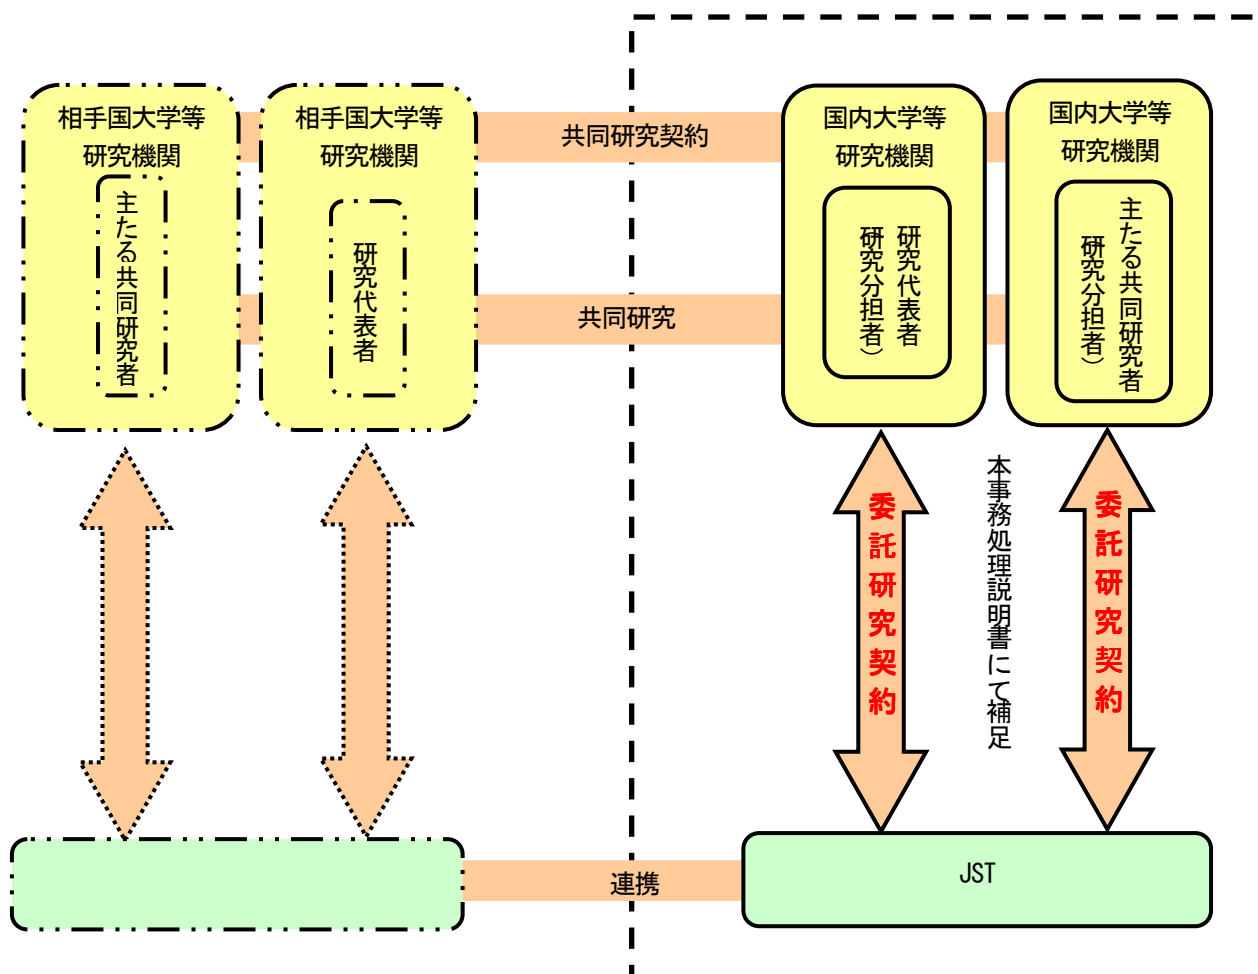 相手国大学等
研究機関
主たる共同研究者
相手国大学等
研究機関
研究代表者
共同研究契約
共同研究
国内大学等
研究機関
研究代表者
研究分担者）
国内大学等
研究機関
主たる共同研究者
研究分担者）
委託研究契約
本事務処理説明書にて補足
委託研究契約
連携
JST